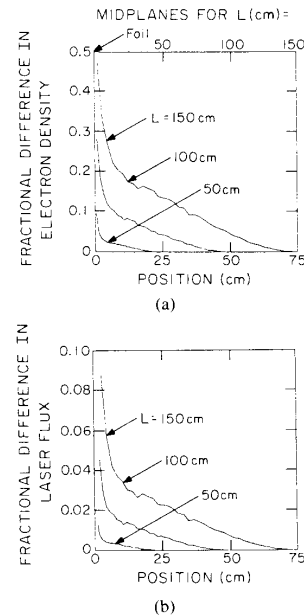 MIDPLANES FOR L(cm)=
0 50 100 150
Foil
FRACTIONAL DIFFERENCE IN
ELECTRON DENSITY
0.5
0.4
0.3
0.2
0.1
0
L=150cm
100cm
50cm
0 25 50 75
POSITION (cm)
(a)
FRACTIONAL DIFFERENCE IN
LASER FLUX
0.10
0.08
0.06
0.04
0.02
0
L=150cm
100cm
50cm
0 25 50 75
POSITION (cm)
(b)